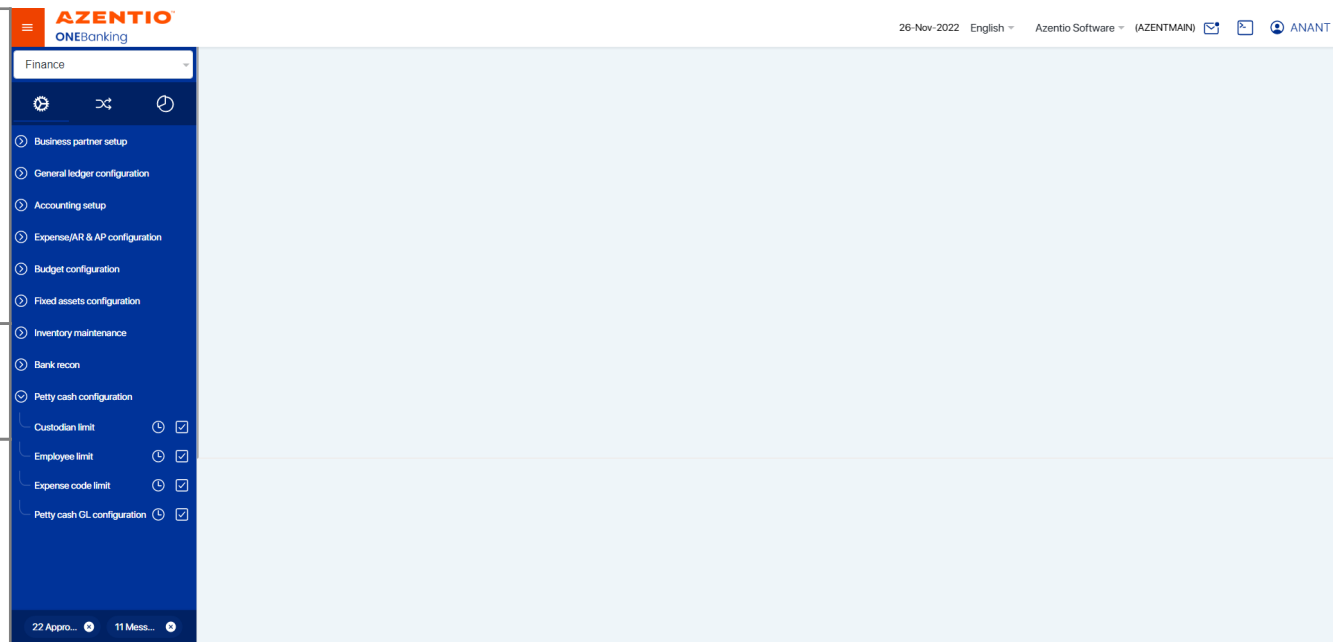 AZENTIO
ONEBanking
26-Nov-2022 English Azentio Software (AZENTMAIN) ANANT
Finance
Business partner setup
General ledger configuration
Accounting setup
Expense/AR & AP configuration
Budget configuration
Fixed assets configuration
Inventory maintenance
Bank recon
Petty cash configuration
Custodian limit
Employee limit
Expense code limit
Petty cash GL configuration
22 Appro... 11 Mess...